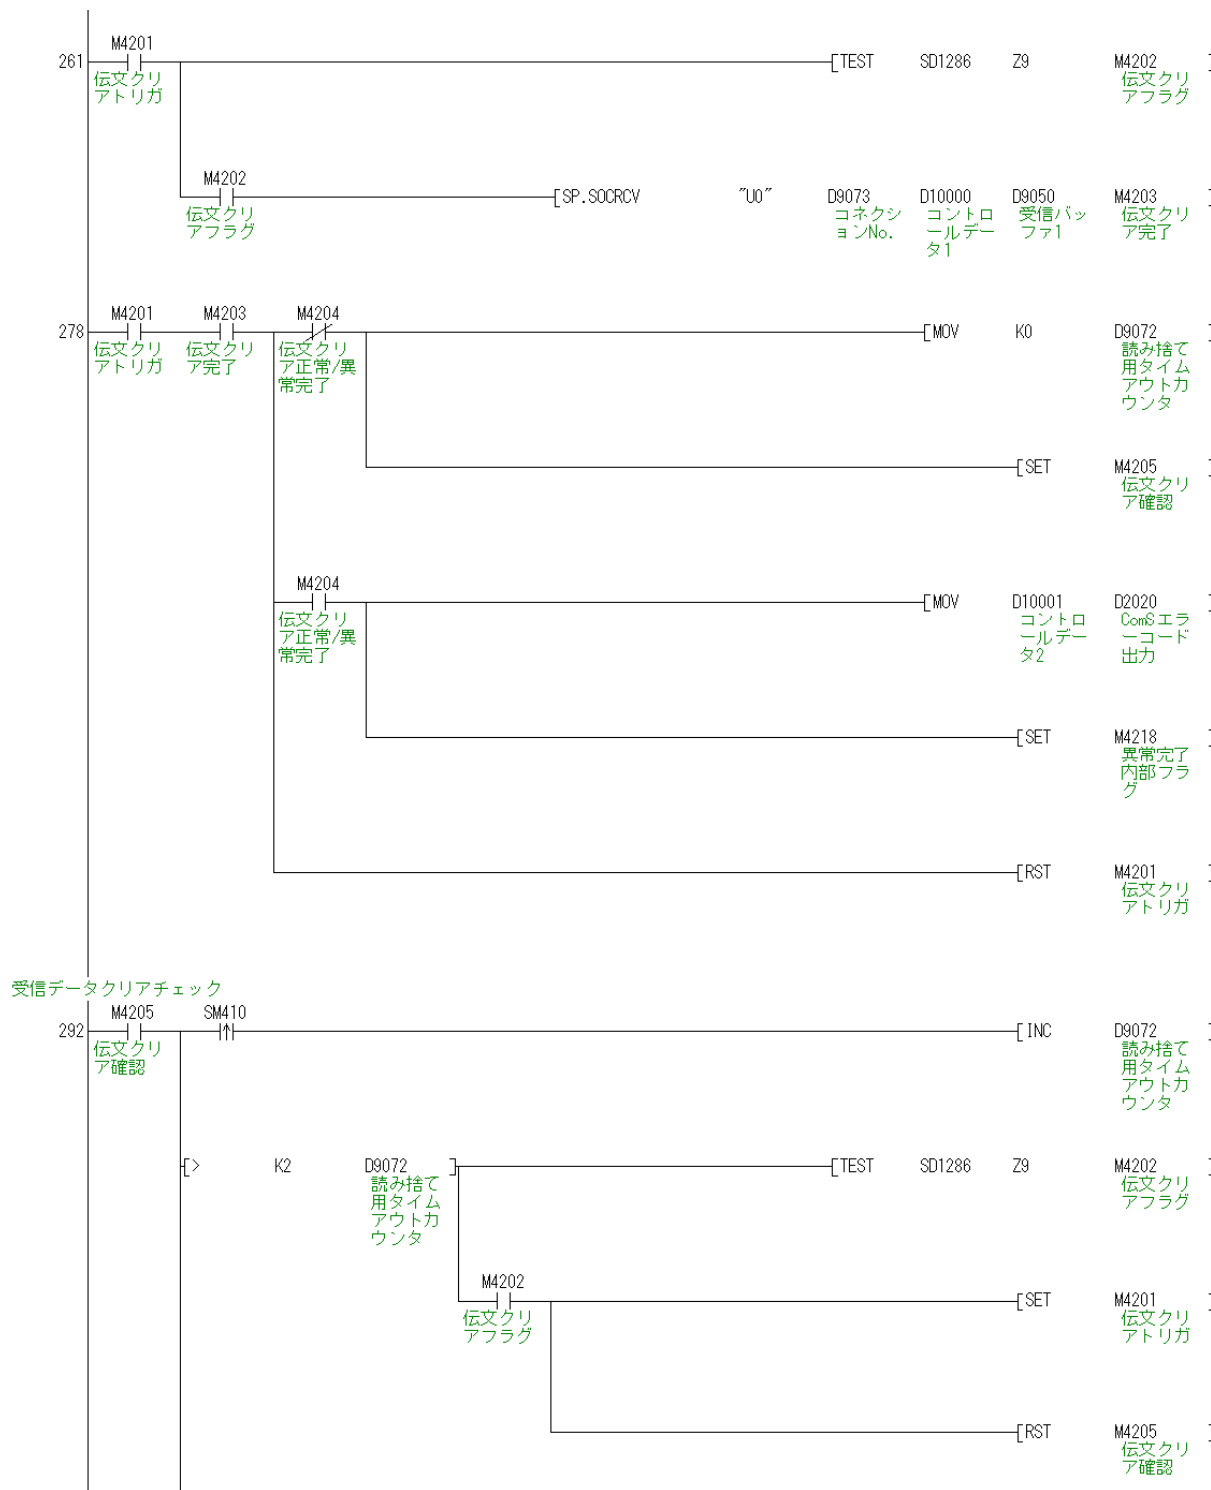 M4201
261 [TEST SD1286 Z9 M4202 ]
伝文クリ 伝文クリ
アトリガ アフラグ
M4202
[SP.SOCRCV "U0" D9073 D10000 D9050 M4203 ]
伝文クリ コネクシ コントロ 受信バッ 伝文クリ
アフラグ ョンNo. ールデー ファ1 ア完了
タ1
M4201 M4203 M4204
278 [MOV K0 D9072 ]
伝文クリ 伝文クリ 伝文クリ 読み捨て
アトリガ ア完了 ア正常/異 用タイム
常完了 アウトカ
ウンタ
[SET M4205 ]
伝文クリ
ア確認
M4204
[MOV D10001 D2020 ]
伝文クリ コントロ ComSエラ
ア正常/異 ールデー ーコード
常完了 タ2 出力
[SET M4218 ]
異常完了
内部フラ
グ
[RST M4201 ]
伝文クリ
アトリガ
受信データクリアチェック
M4205 SM410
292 [INC D9072 ]
伝文クリ 読み捨て
ア確認 用タイム
アウトカ
ウンタ
[> K2 D9072 ] [TEST SD1286 Z9 M4202 ]
読み捨て 伝文クリ
用タイム アフラグ
アウトカ
ウンタ
M4202
[SET M4201 ]
伝文クリ 伝文クリ
アフラグ アトリガ
[RST M4205 ]
伝文クリ
ア確認